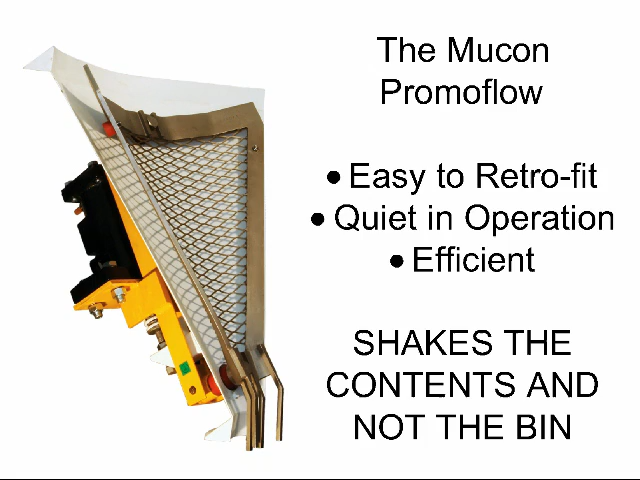 The Mucon
Promoflow
• Easy to Retro-fit
• Quiet in Operation
• Efficient
SHAKES THE
CONTENTS AND
NOT THE BIN